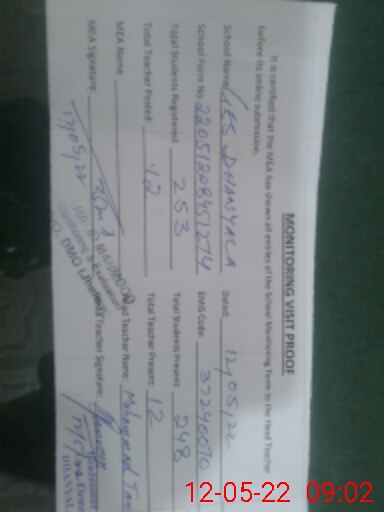 MONITORING VISIT PROOF
It is certified that the MEA has shown all entries of the School Monitoring Form to the Head Teacher
before its online submission.
School Name: GES DHANYALA Dated: 12,05,22
School Form No: 22051208451274 EMIS Code: 37240070
Total Students Registered: 253 Total Students Present: 248
Total Teacher Posted: 12 Total Teacher Present: 12
MEA Name: Head Teacher Name: Mohammad
MEA Signature: Head Teacher Signature:
12,05,22
12-05-22 09:02